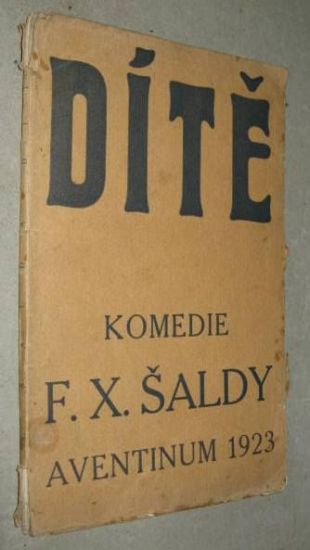 DÍTĚ
KOMEDIE
F. X. ŠALDY
AVENTINUM 1923